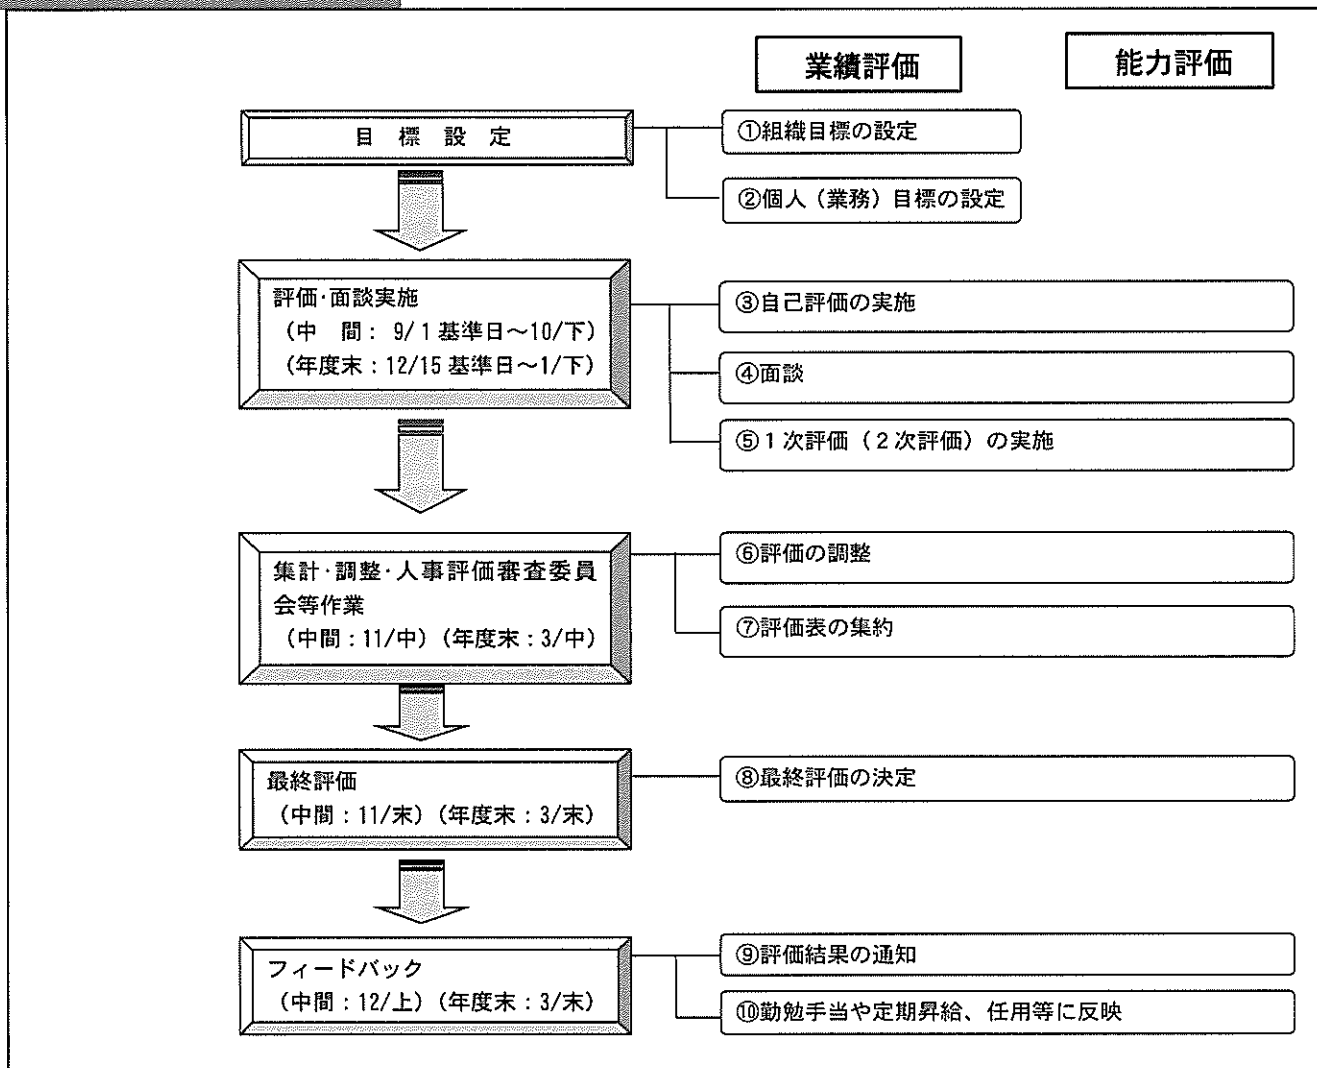 業績評価
能力評価
目標設定
①組織目標の設定
②個人（業務）目標の設定
評価・面談実施
（中　間： 9/1 基準日～10/下）
（年度末：12/15 基準日～1/下）
③自己評価の実施
④面談
⑤１次評価（２次評価）の実施
集計・調整・人事評価審査委員
会等作業
（中間：11/中）（年度末：3/中）
⑥評価の調整
⑦評価表の集約
最終評価
（中間：11/末）（年度末：3/末）
⑧最終評価の決定
フィードバック
（中間：12/上）（年度末：3/末）
⑨評価結果の通知
⑩勤勉手当や定期昇給、任用等に反映